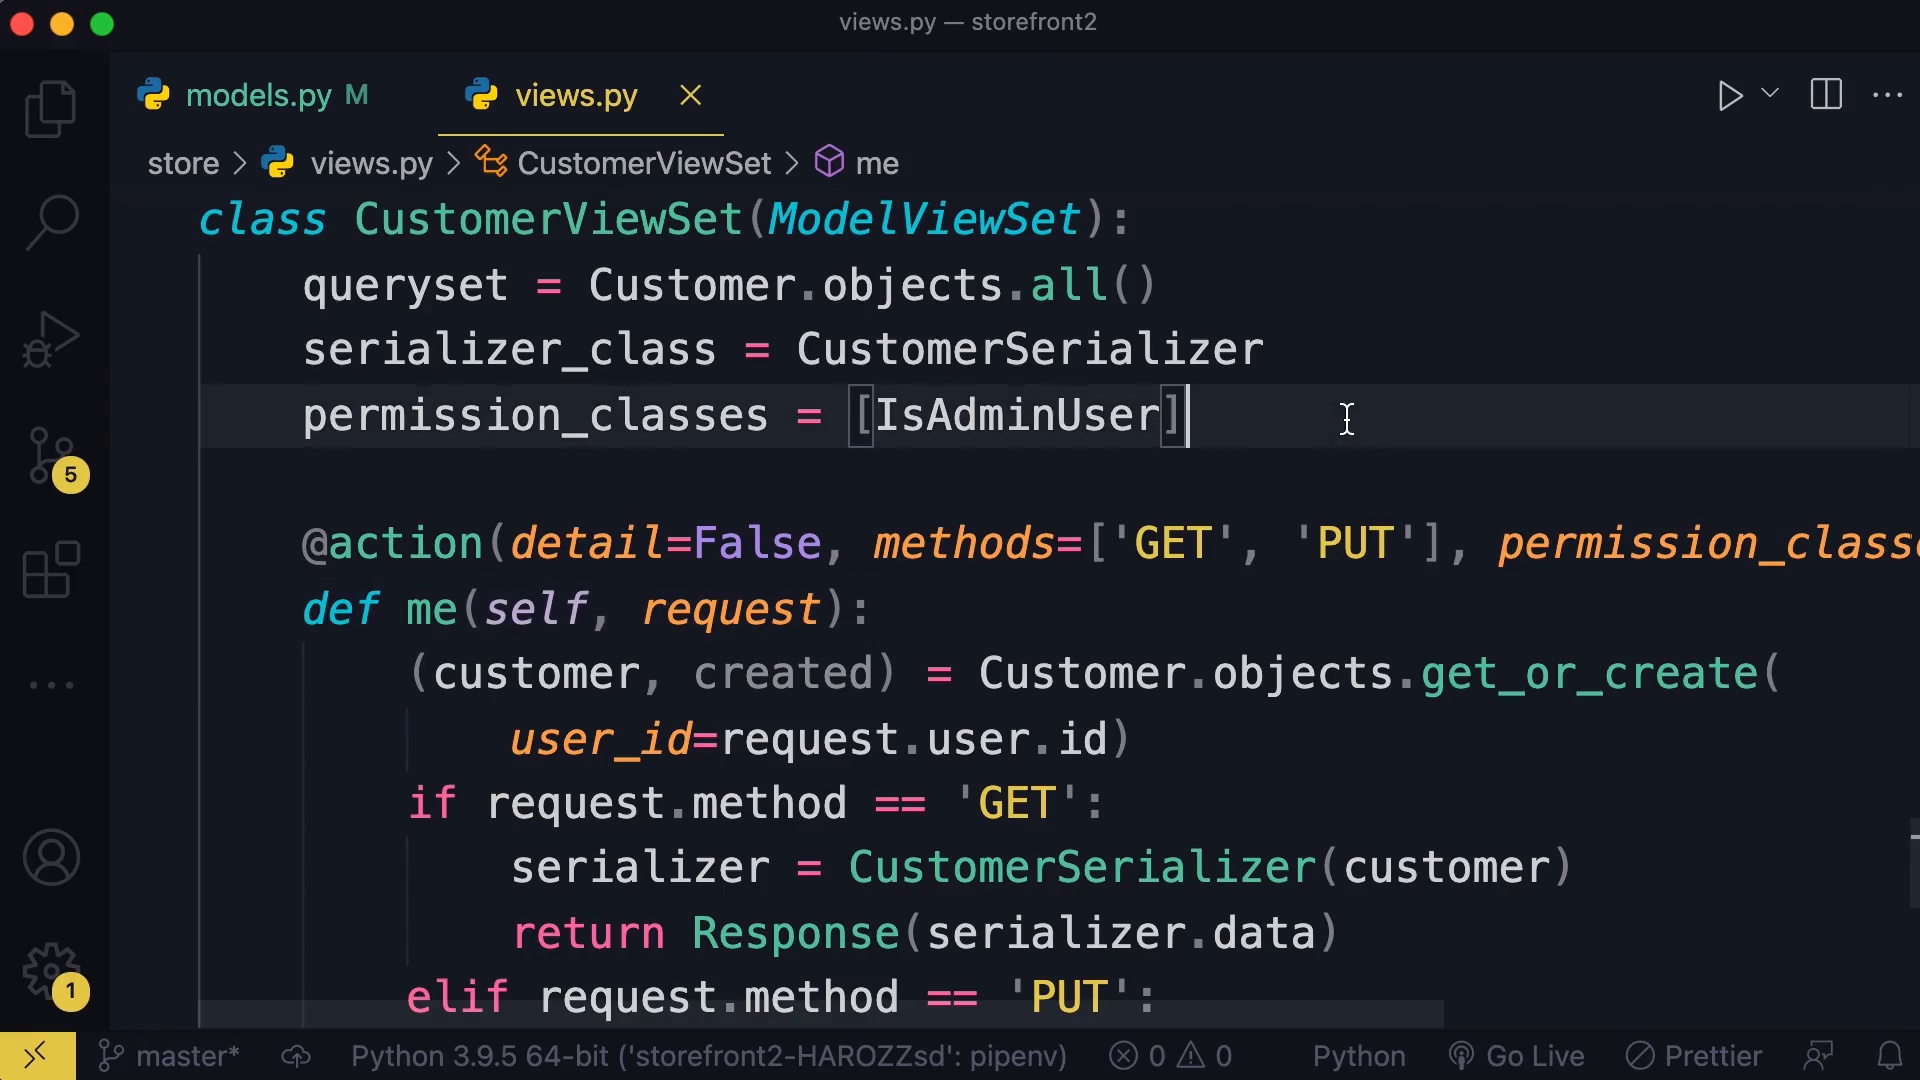 views.py — storefront2
models.py M
views.py
store > views.py > CustomerViewSet > me
class CustomerViewSet(ModelViewSet):
queryset = Customer.objects.all()
serializer_class = CustomerSerializer
permission_classes = [IsAdminUser]
@action(detail=False, methods=['GET', 'PUT'], permission_class
def me(self, request):
(customer, created) = Customer.objects.get_or_create(
user_id=request.user.id)
if request.method == 'GET':
serializer = CustomerSerializer(customer)
return Response(serializer.data)
elif request.method == 'PUT':
5
1
master* Python 3.9.5 64-bit ('storefront2-HAROZZsd': pipenv) 0 0 Python Go Live Prettier